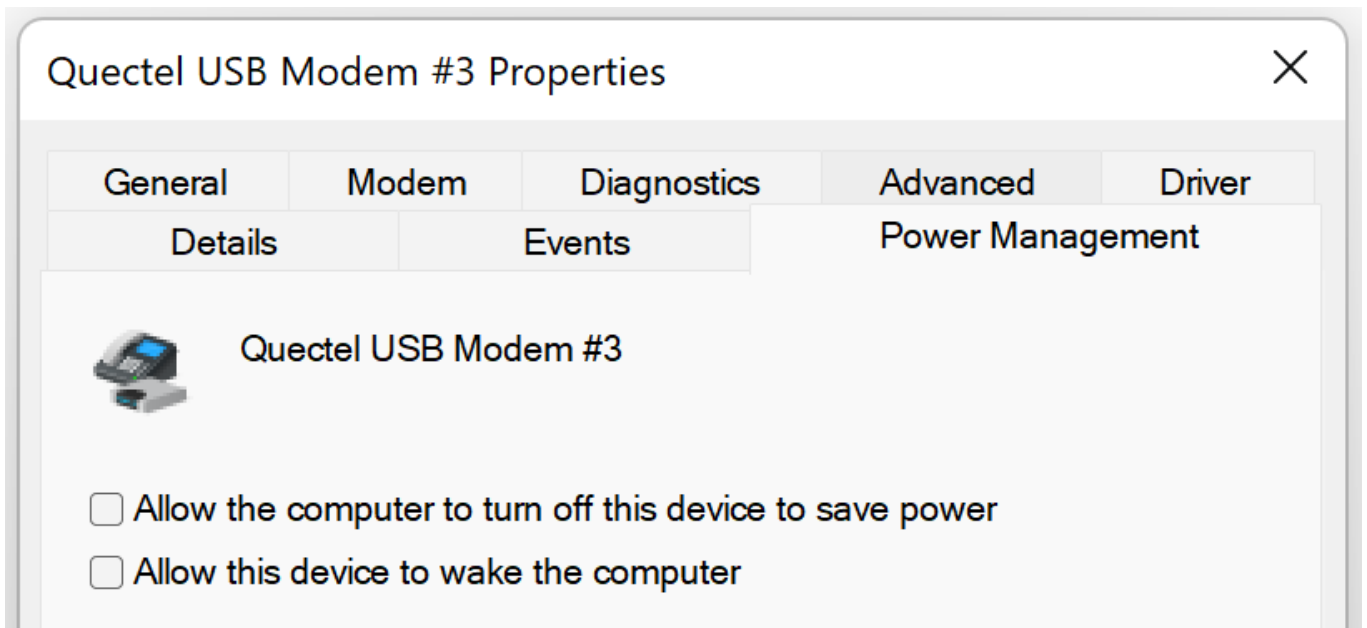 Quectel USB Modem #3 Properties
General Modem Diagnostics Advanced Driver
Details Events Power Management
Quectel USB Modem #3
Allow the computer to turn off this device to save power
Allow this device to wake the computer